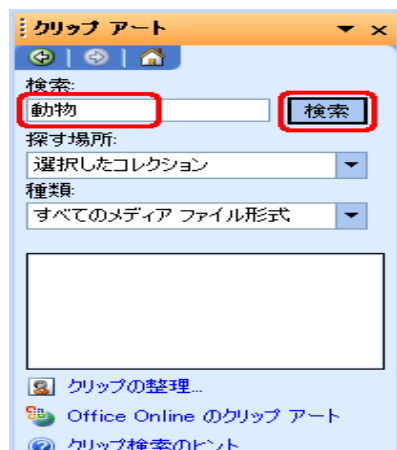 クリップ アート
検索:
動物 検索
探す場所:
選択したコレクション
種類:
すべてのメディア ファイル形式
クリップの整理...
Office Online のクリップ アート
クリップ検索のヒント